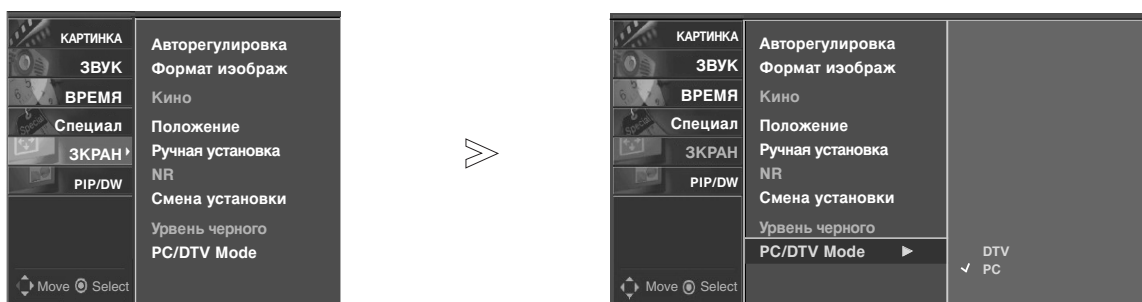 КАРТИНКА
ЗВУК
ВРЕМЯ
Специал
ЗКРАН
PIP/DW
Авторегулировка
Формат иэображ
Кино
Положение
Ручная установка
NR
Смена установки
Урвень черного
PC/DTV Mode
Move Select
КАРТИНКА
ЗВУК
ВРЕМЯ
Специал
ЗКРАН
PIP/DW
Авторегулировка
Формат иэображ
Кино
Положение
Ручная установка
NR
Смена установки
Урвень черного
PC/DTV Mode
DTV
PC
Move Select